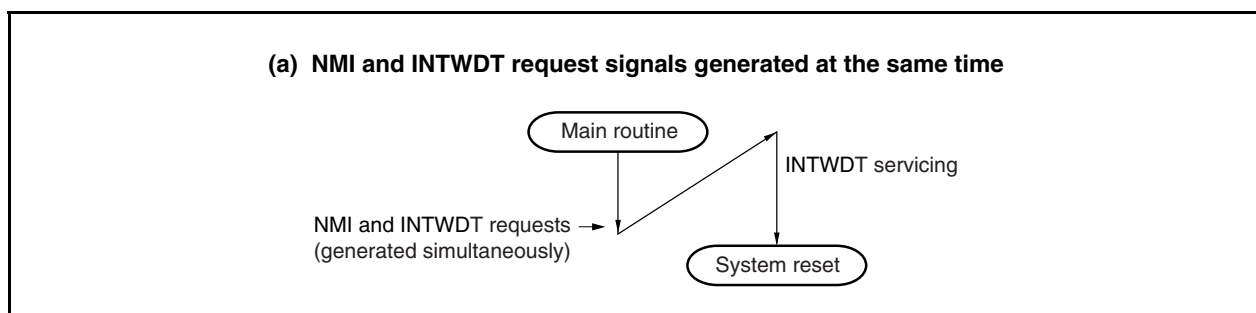 (a) NMI and INTWDT request signals generated at the same time
Main routine
INTWDT servicing
NMI and INTWDT requests
(generated simultaneously)
System reset